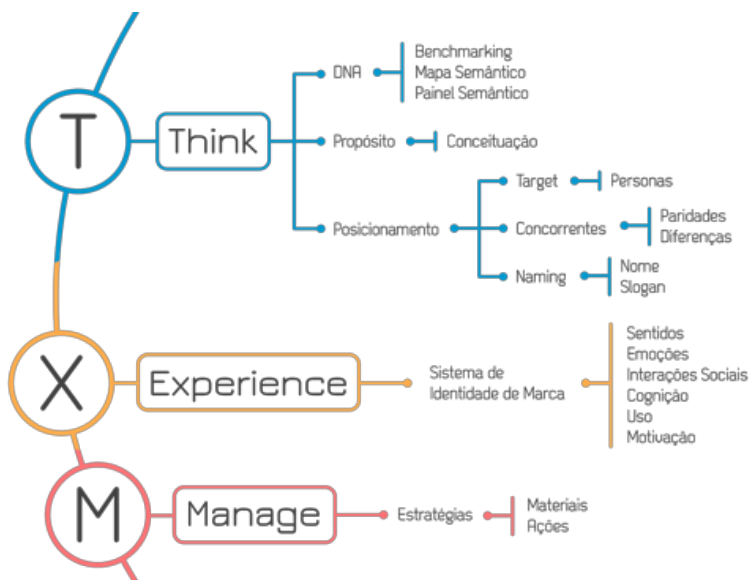 T
Think
DNA
Benchmarking
Mapa Semântico
Painel Semântico
Propósito
Conceituação
Posicionamento
Target
Personas
Concorrentes
Paridades
Diferenças
Naming
Nome
Slogan
X
Experience
Sistema de
Identidade de Marca
Sentidos
Emoções
Interações Sociais
Cognição
Uso
Motivação
M
Manage
Estratégias
Materiais
Ações